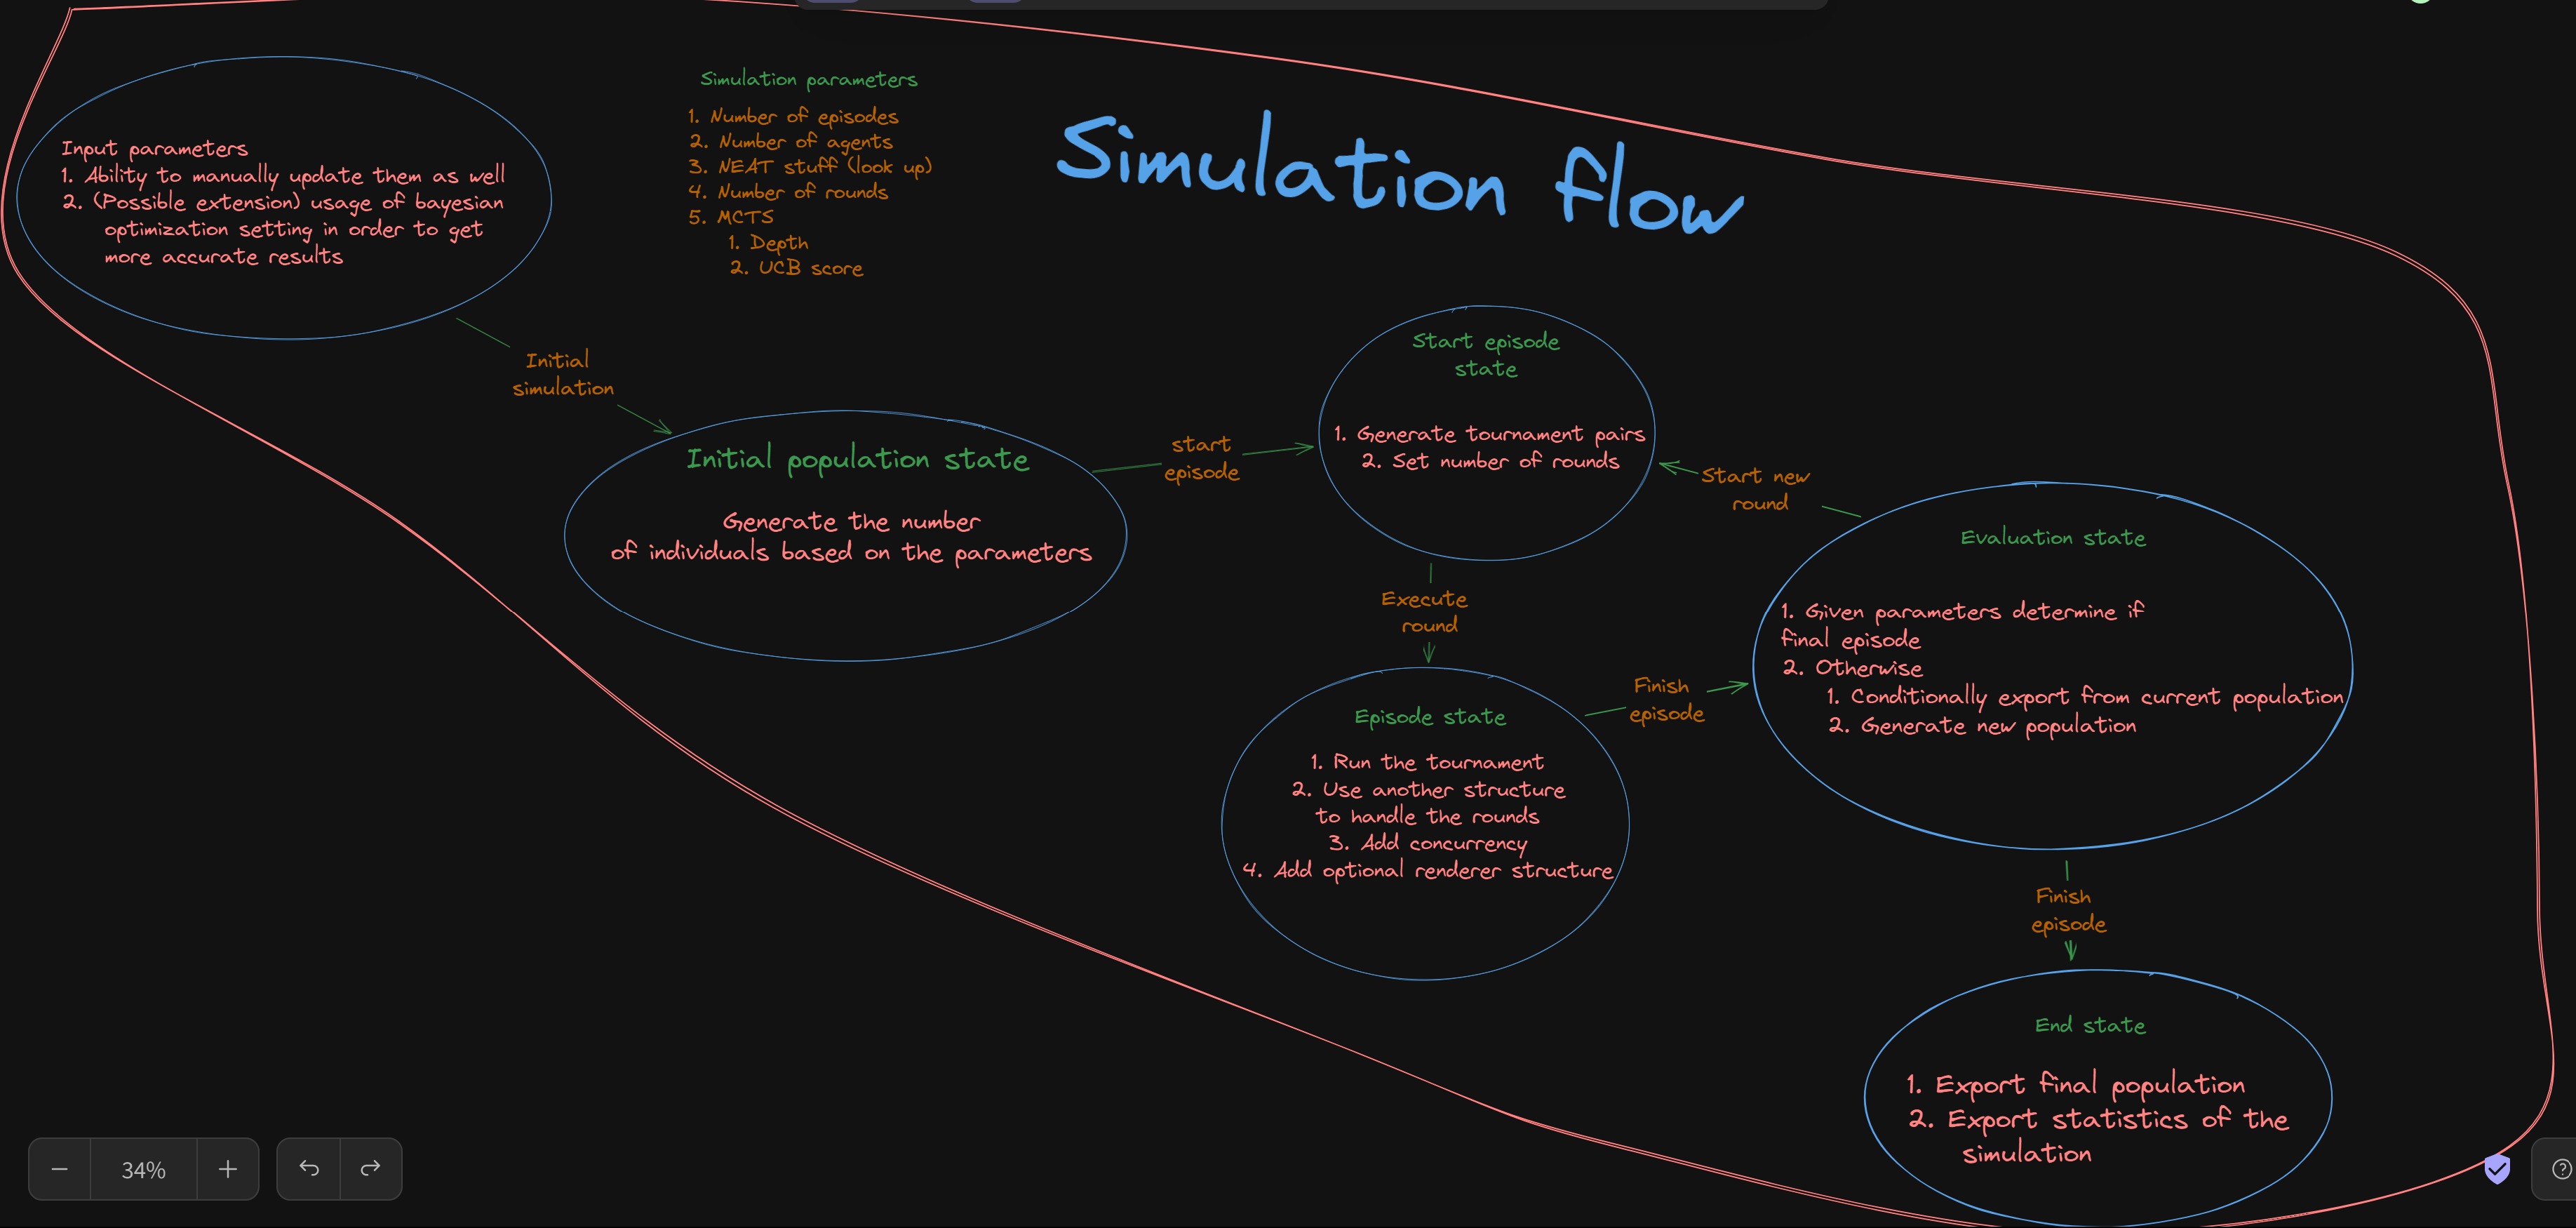 Simulation flow
Input parameters
1. Ability to manually update them as well
2. (Possible extension) usage of bayesian
optimization setting in order to get
more accurate results
Simulation parameters
1. Number of episodes
2. Number of agents
3. NEAT stuff (look up)
4. Number of rounds
5. MCTS
1. Depth
2. UCB score
Initial
simulation
Initial population state
Generate the number
of individuals based on the parameters
start
episode
Start episode
state
1. Generate tournament pairs
2. Set number of rounds
Start new
round
Execute
round
Episode state
1. Run the tournament
2. Use another structure
to handle the rounds
3. Add concurrency
4. Add optional renderer structure
Finish
episode
Evaluation state
1. Given parameters determine if
final episode
2. Otherwise
1. Conditionally export from current population
2. Generate new population
Finish
episode
End state
1. Export final population
2. Export statistics of the
simulation
34%